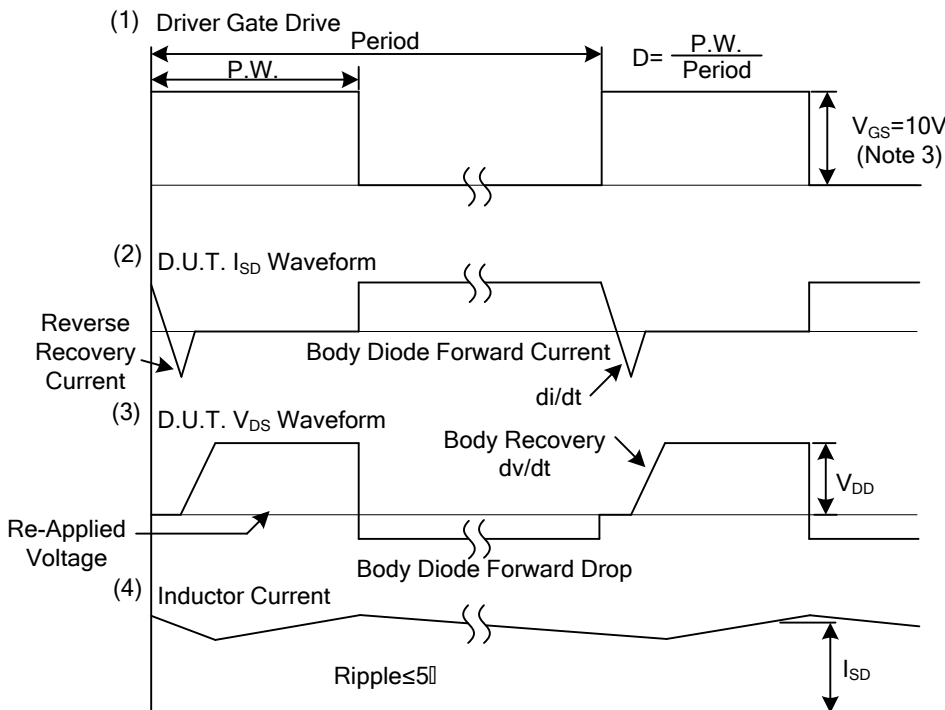 (1) Driver Gate Drive
Period
P.W.
D= P.W.
Period
VGS=10V
(Note 3)
(2) D.U.T. ISD Waveform
Reverse
Recovery
Current
Body Diode Forward Current
di/dt
(3) D.U.T. VDS Waveform
Body Recovery
dv/dt
VDD
Re-Applied
Voltage
Body Diode Forward Drop
(4) Inductor Current
Ripple≤5▯
ISD